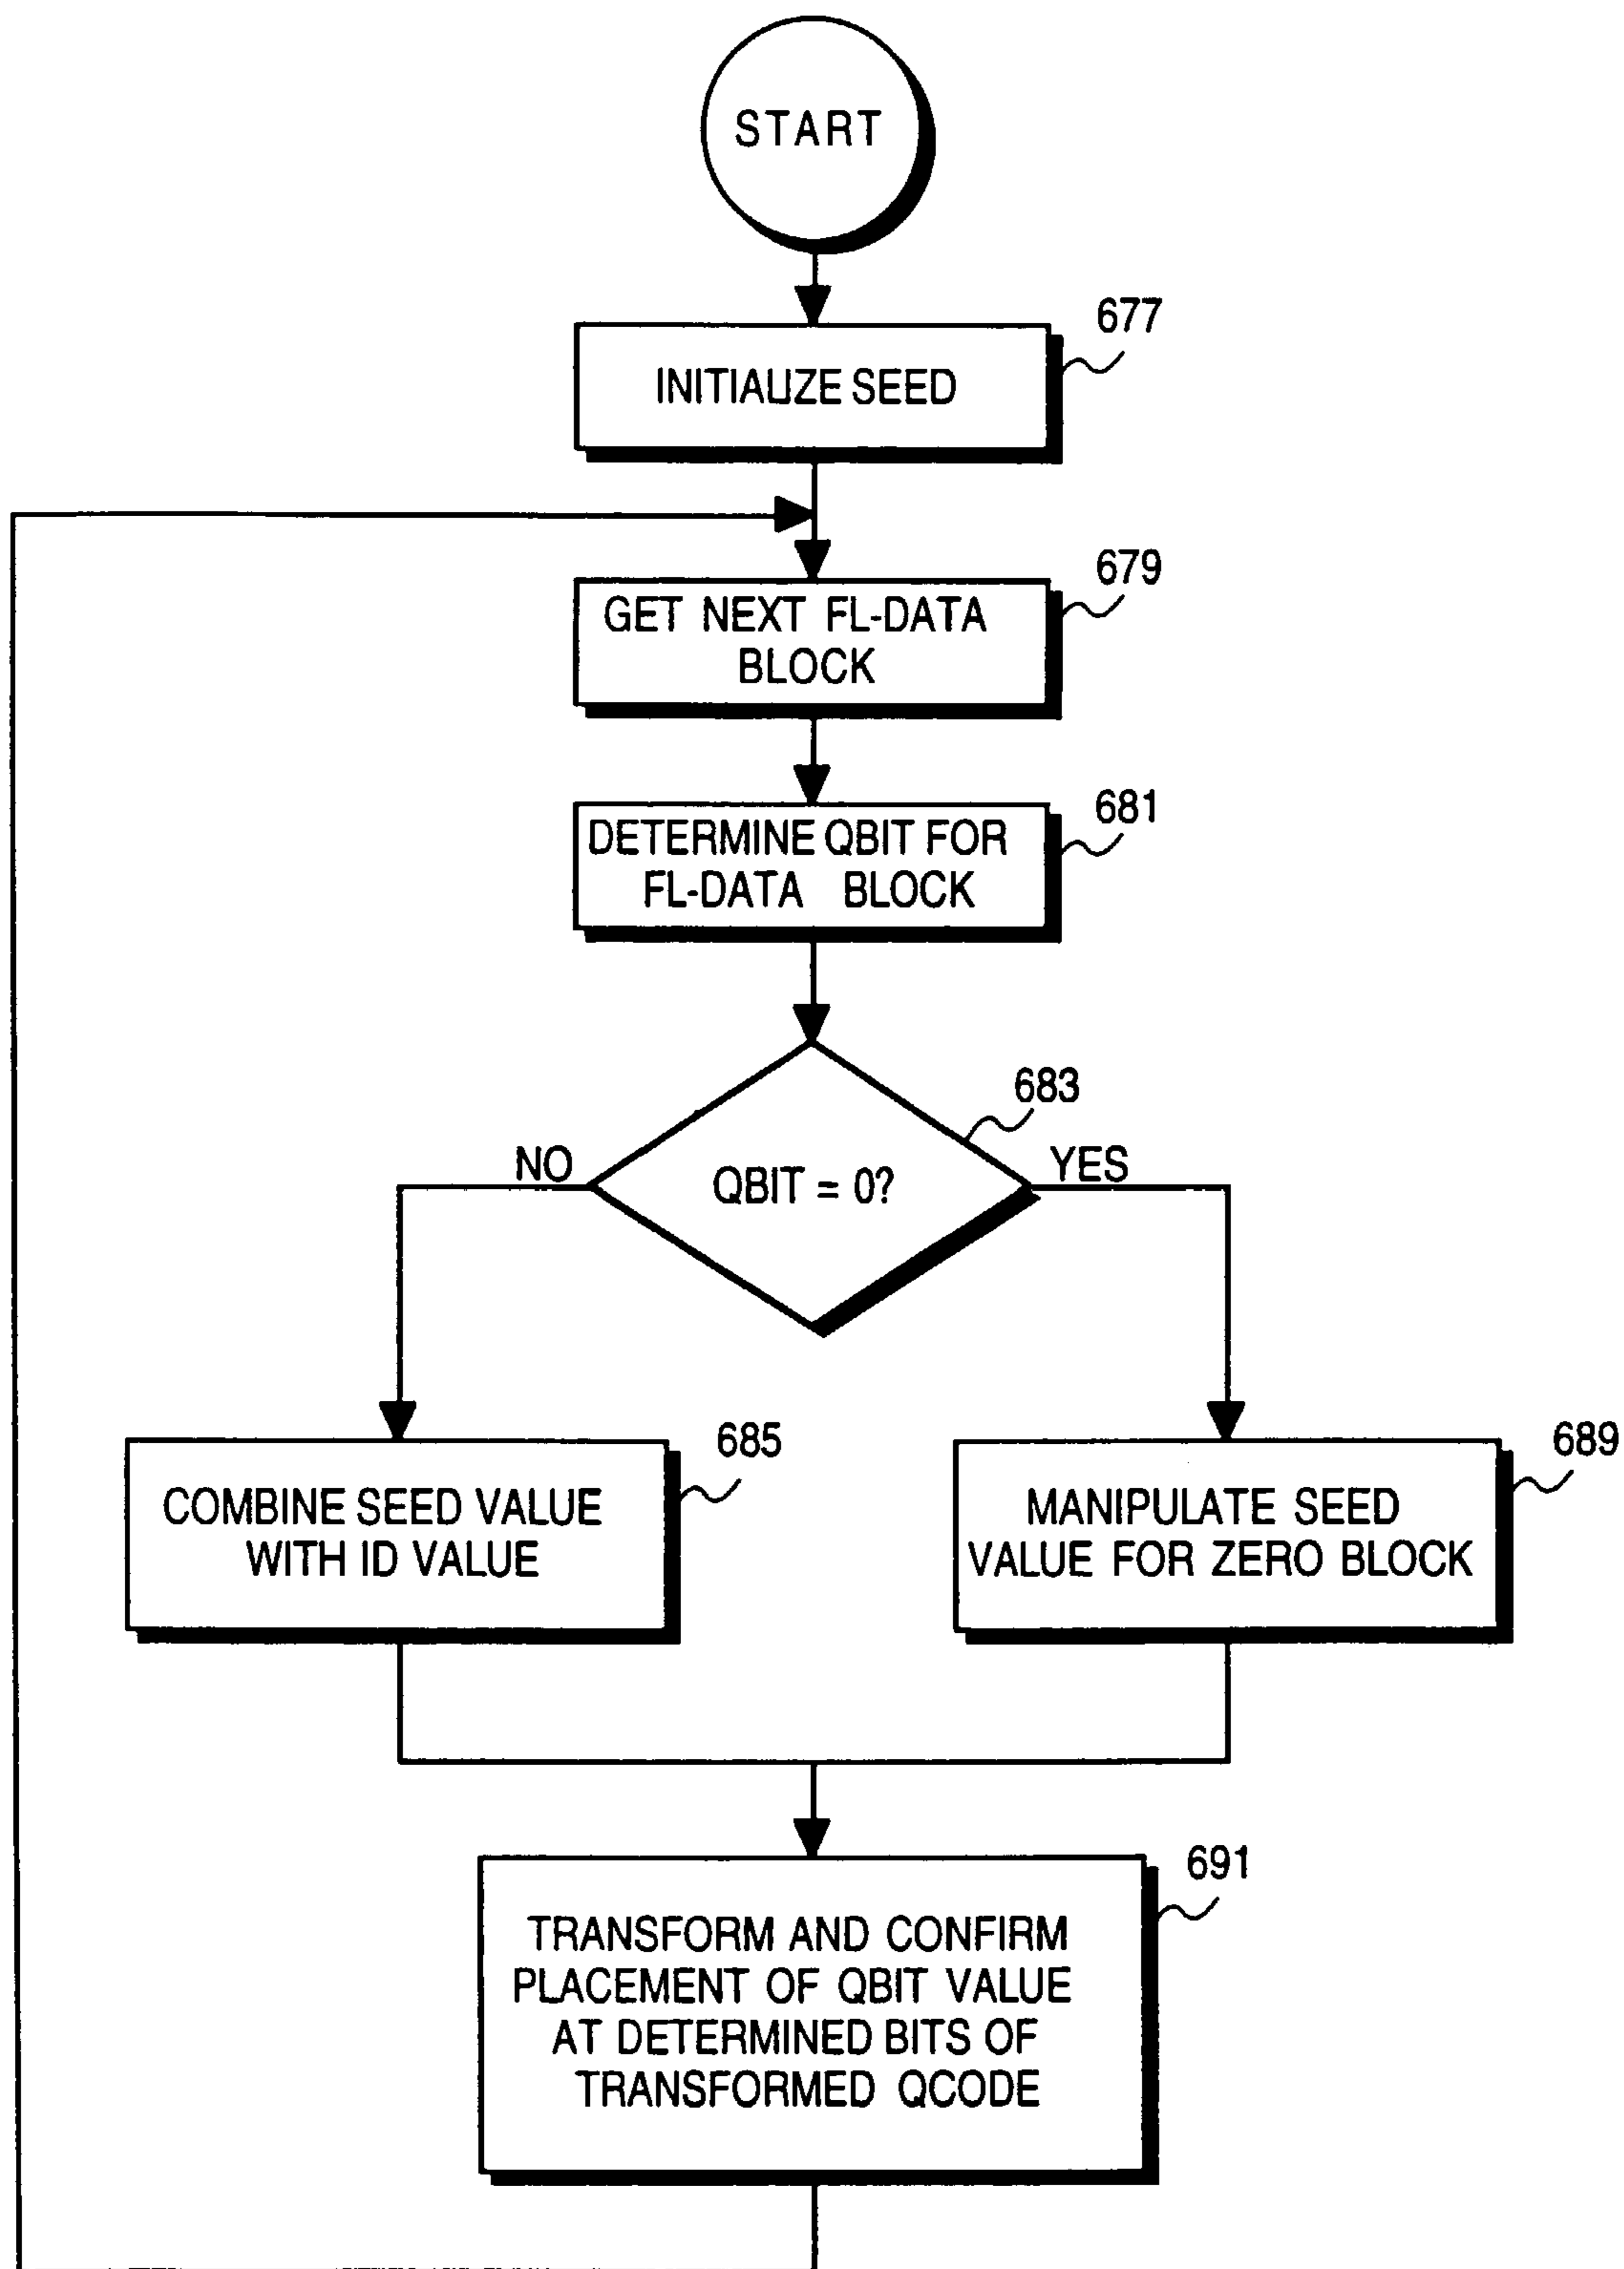 START
677
INITIALIZE SEED
679
GET NEXT FL-DATA
BLOCK
681
DETERMINE QBIT FOR
FL-DATA BLOCK
683
NO
YES
QBIT = 0?
685
COMBINE SEED VALUE
WITH ID VALUE
689
MANIPULATE SEED
VALUE FOR ZERO BLOCK
691
TRANSFORM AND CONFIRM
PLACEMENT OF QBIT VALUE
AT DETERMINED BITS OF
TRANSFORMED QCODE